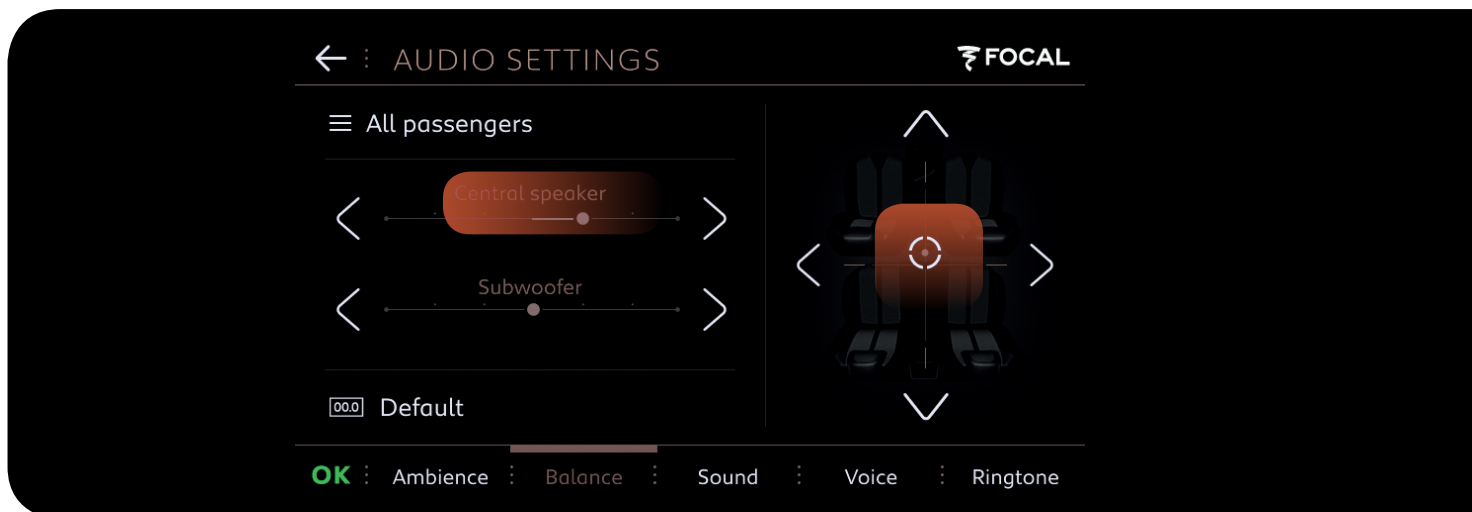 AUDIO SETTINGS
FOCAL
All passengers
Central speaker
Subwoofer
00.0 Default
OK Ambience Balance Sound Voice Ringtone